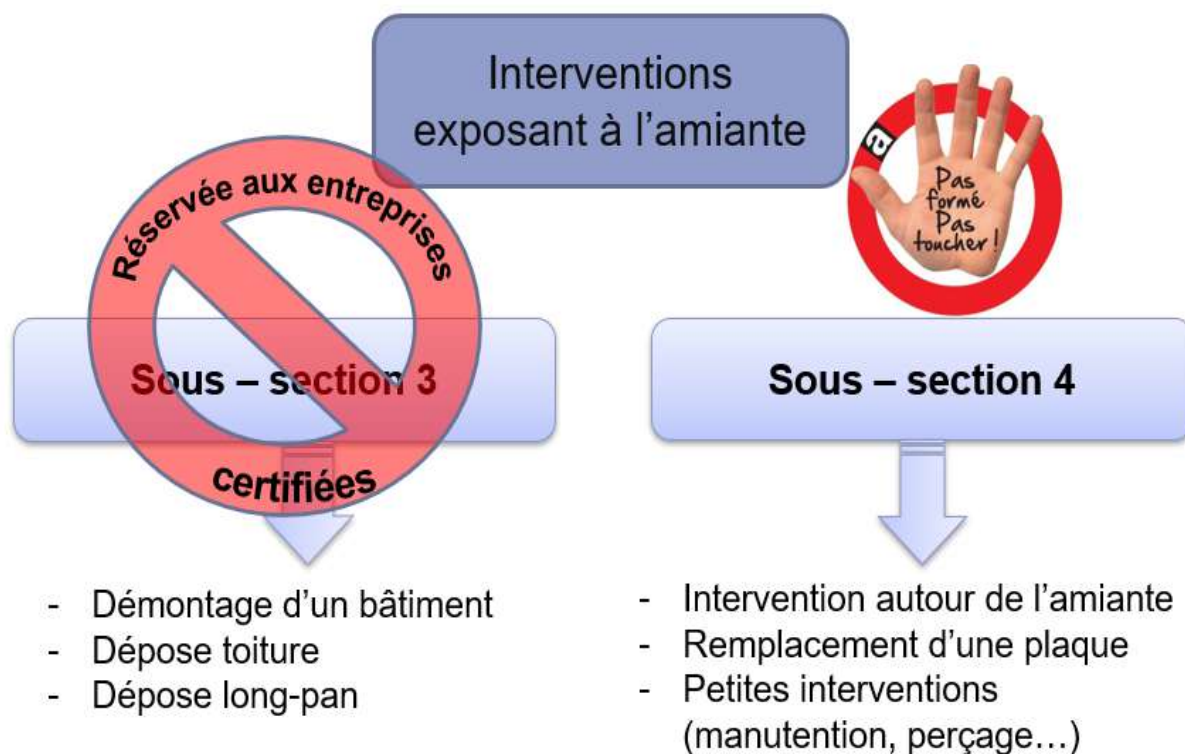 Interventions
exposant à l’amiante
Réservée aux entreprises
certifiées
Pas
formé
Pas
toucher !
Sous – section 3
Sous – section 4
- Démontage d’un bâtiment
- Dépose toiture
- Dépose long-pan
- Intervention autour de l’amiante
- Remplacement d’une plaque
- Petites interventions
(manutention, perçage…)